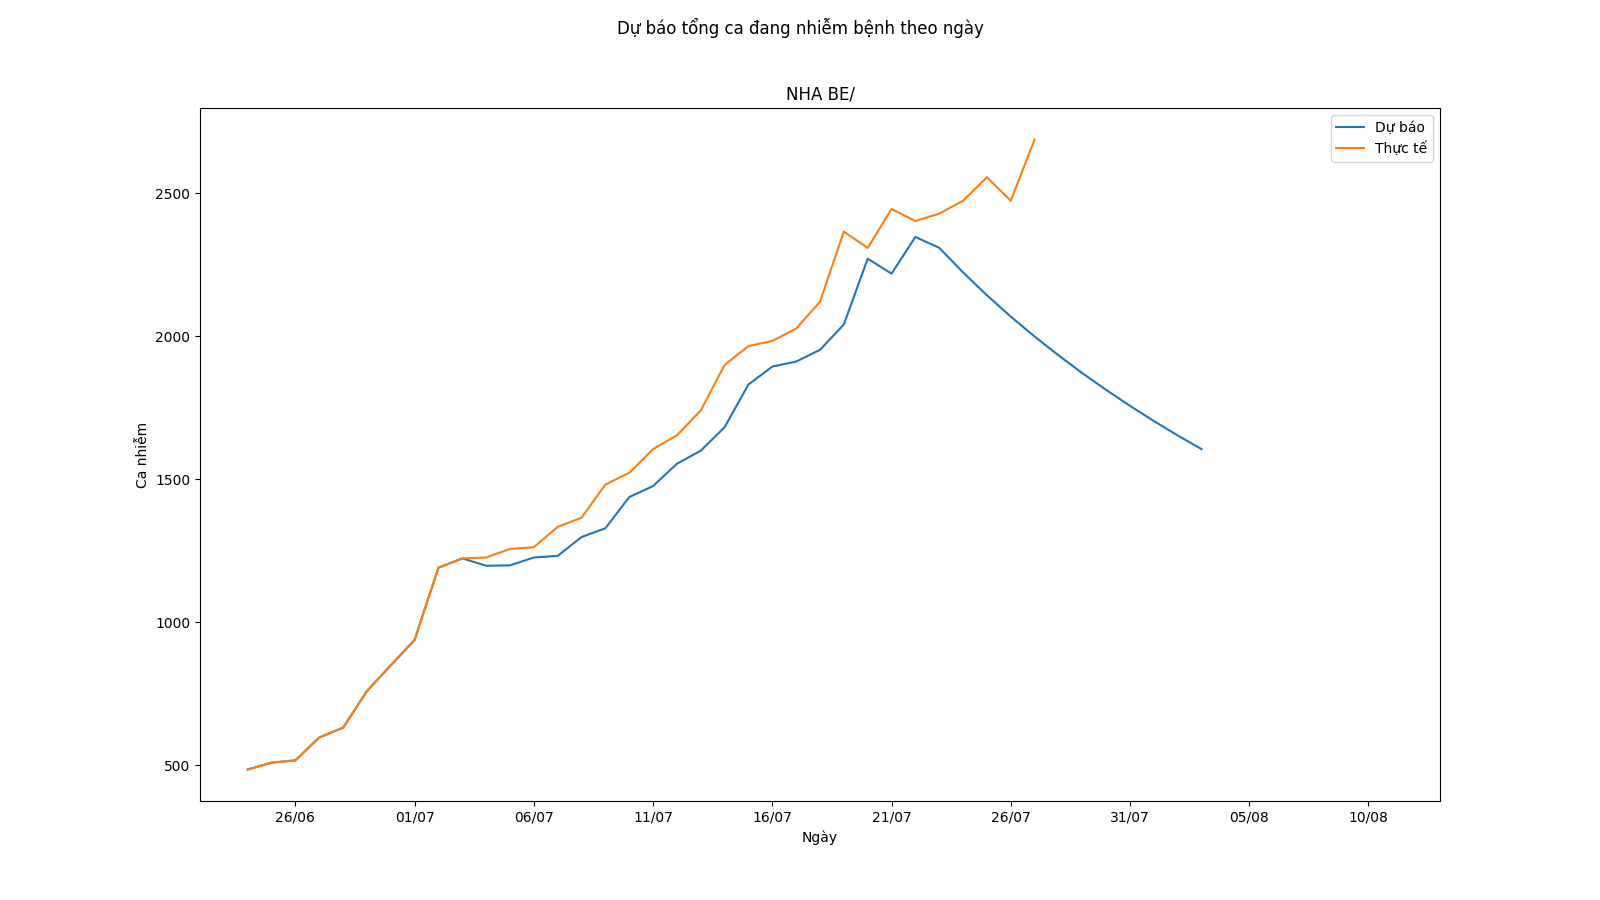 Dự báo tổng ca đang nhiễm bệnh theo ngày
NHA BE/
Dự báo
Thực tế
Ca nhiễm
2500
2000
1500
1000
500
26/06 01/07 06/07 11/07 16/07 21/07 26/07 31/07 05/08 10/08
Ngày